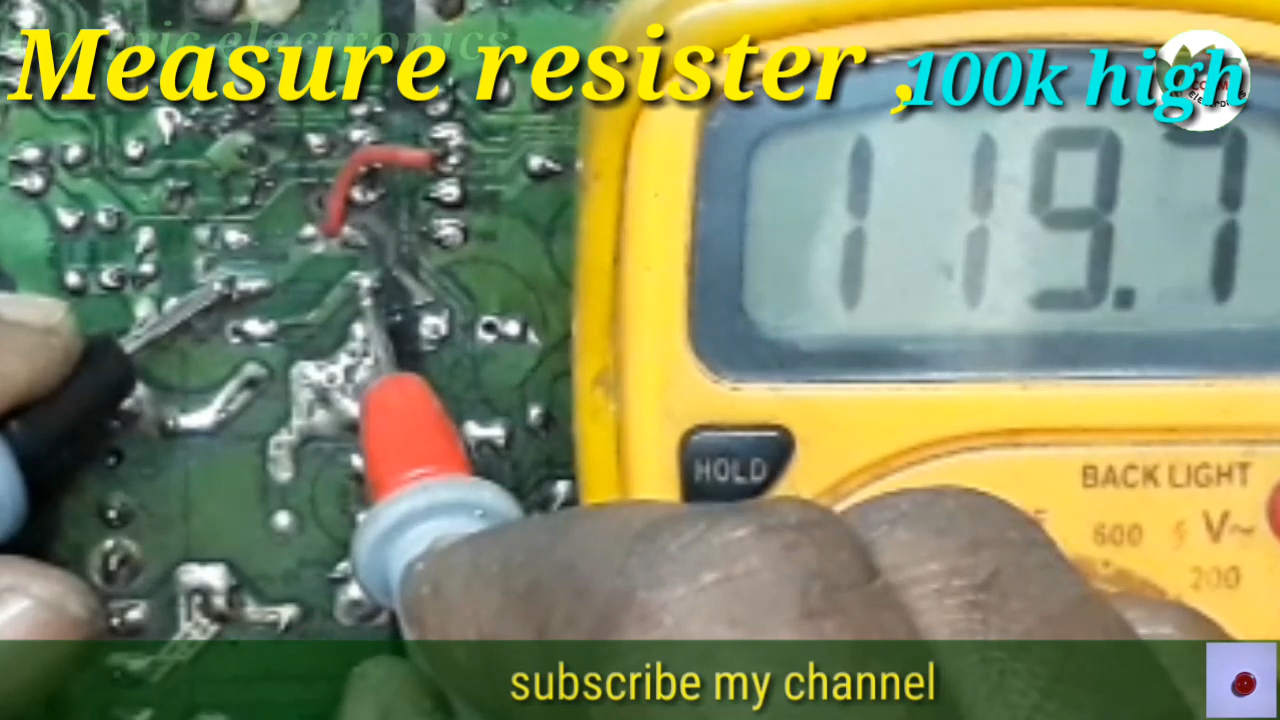 Measure resister , 100k high
119.7
HOLD
BACK LIGHT
600 V~
200
subscribe my channel